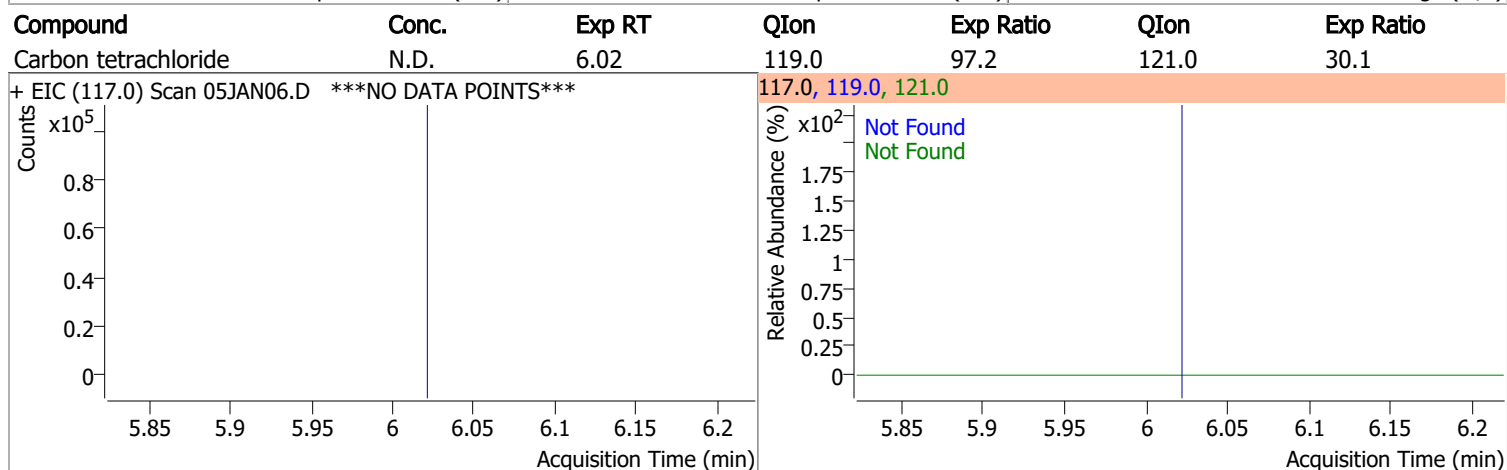 Compound Conc. Exp RT QIon Exp Ratio QIon Exp Ratio
Carbon tetrachloride N.D. 6.02 119.0 97.2 121.0 30.1
+ EIC (117.0) Scan 05JAN06.D ***NO DATA POINTS***
Counts
x10⁵
0.8
0.6
0.4
0.2
0
5.85 5.9 5.95 6 6.05 6.1 6.15 6.2
Acquisition Time (min)
117.0, 119.0, 121.0
Relative Abundance (%)
x10²
Not Found
Not Found
1.75
1.5
1.25
1
0.75
0.5
0.25
0
5.85 5.9 5.95 6 6.05 6.1 6.15 6.2
Acquisition Time (min)